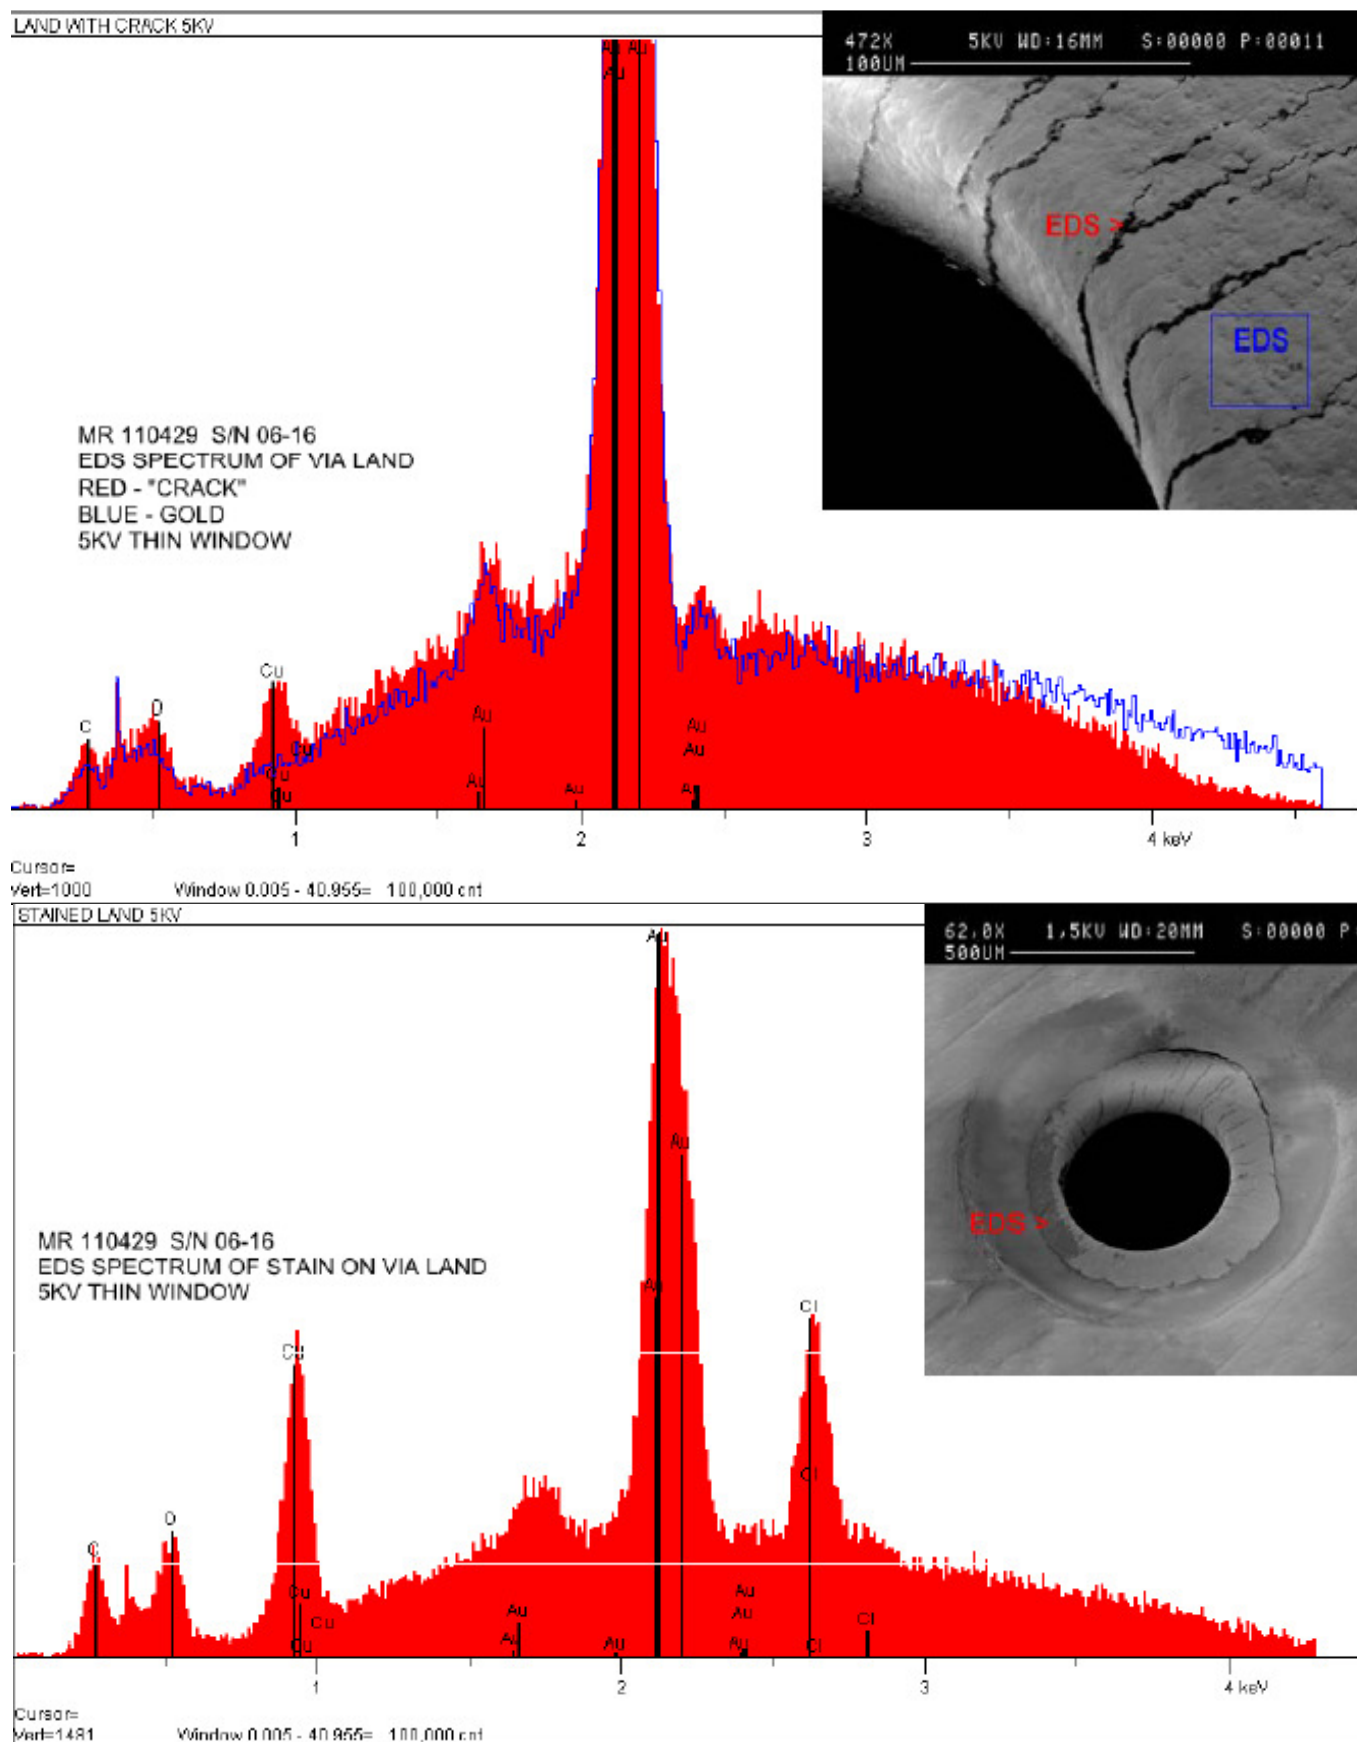 LAND WITH CRACK 5KV
472X 5KV WD:16MM S:00000 P:00011
100UM
Au Au
Au
EDS >
EDS
MR 110429 S/N 06-16
EDS SPECTRUM OF VIA LAND
RED - "CRACK"
BLUE - GOLD
5KV THIN WINDOW
Cu
C O
Au Au
Cu Au
Cu Au Au Au
Cu
1 2 3 4 keV
Cursor=
Vert=1000 Window 0.005 - 40.955= 100,000 cnt
STAINED LAND 5KV
62.0X 1.5KV WD:20MM S:00000 P:
500UM
Au
Au
EDS >
MR 110429 S/N 06-16
EDS SPECTRUM OF STAIN ON VIA LAND
5KV THIN WINDOW
Au
Cl
Cu
Cl
O
C
Cu Au
Cu Au Au Cl
Cu Au Au Au Cl
1 2 3 4 keV
Cursor=
Vert=1481 Window 0.005 - 40.955= 100,000 cnt